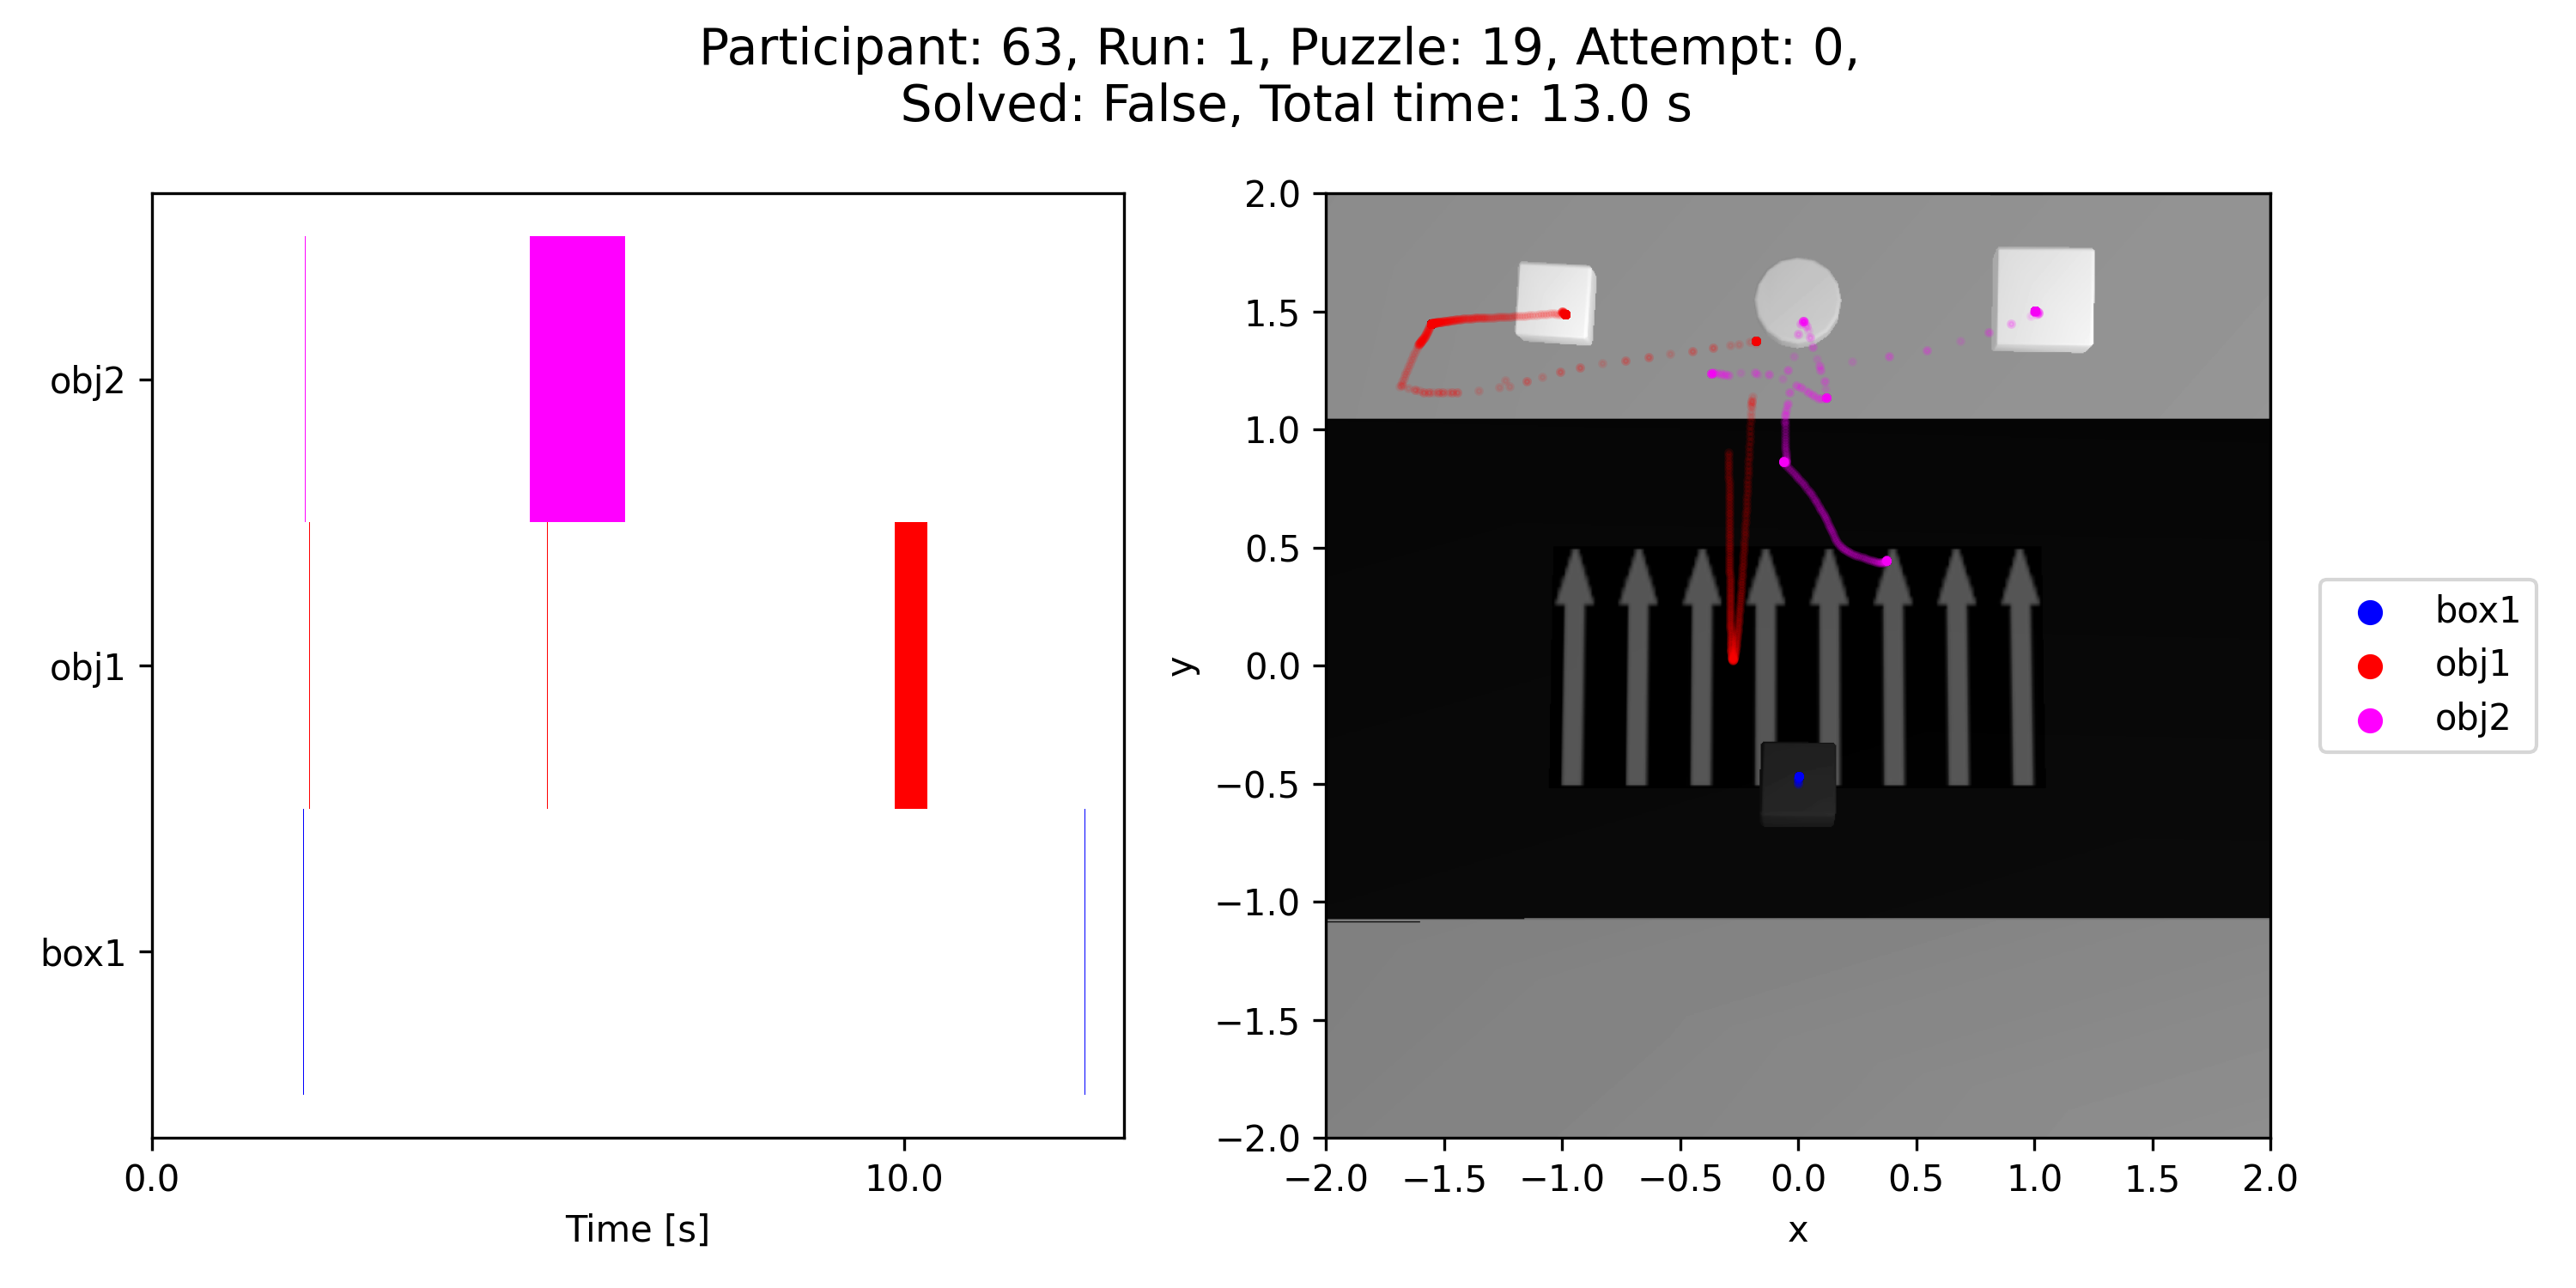 Participant: 63, Run: 1, Puzzle: 19, Attempt: 0,
Solved: False, Total time: 13.0 s
obj2
obj1
box1
0.0
10.0
Time [s]
2.0
1.5
1.0
0.5
0.0
−0.5
−1.0
−1.5
−2.0
y
−2.0
−1.5
−1.0
−0.5
0.0
0.5
1.0
1.5
2.0
x
box1
obj1
obj2